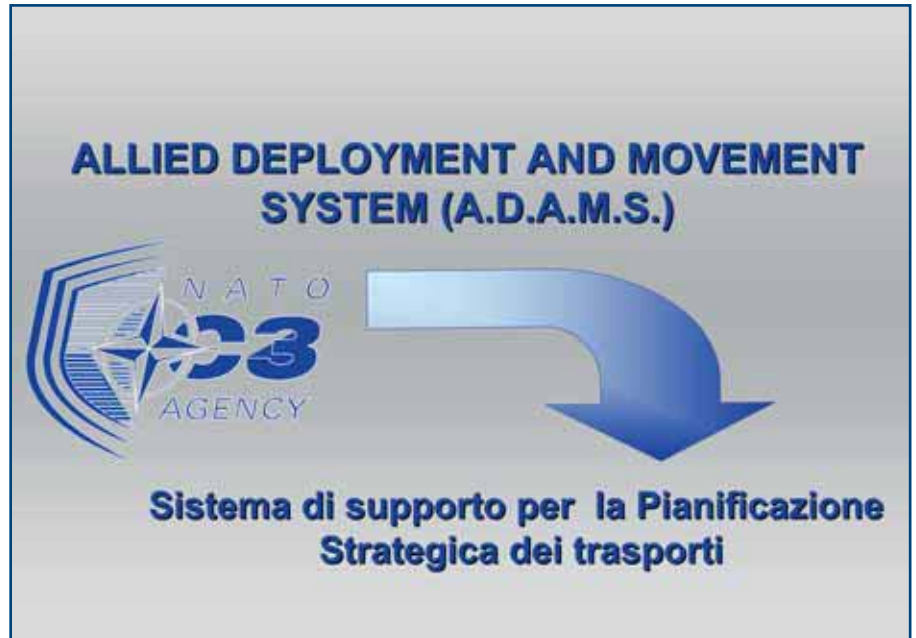 ALLIED DEPLOYMENT AND MOVEMENT
SYSTEM (A.D.A.M.S.)
NATO
C3
AGENCY
Sistema di supporto per la Pianificazione
Strategica dei trasporti